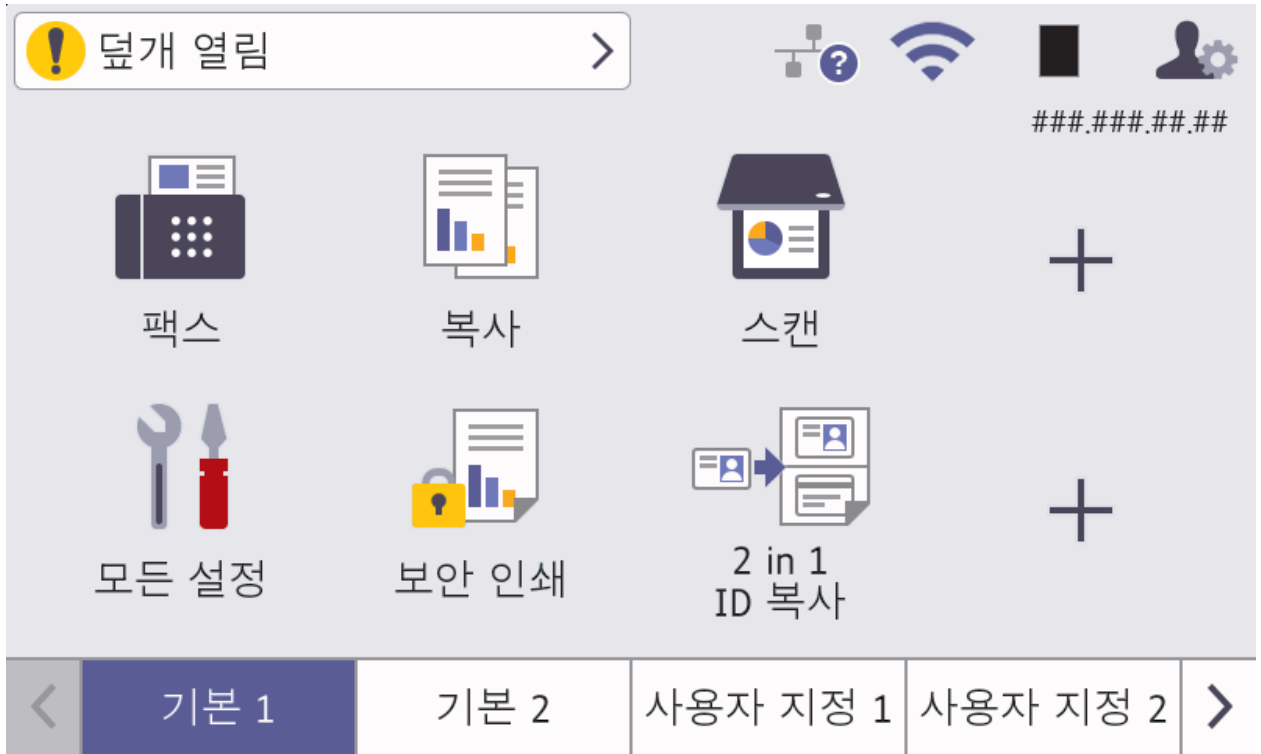 덮개 열림
###.###.##.##
팩스
복사
스캔
모든 설정
보안 인쇄
2 in 1
ID 복사
기본 1
기본 2
사용자 지정 1
사용자 지정 2